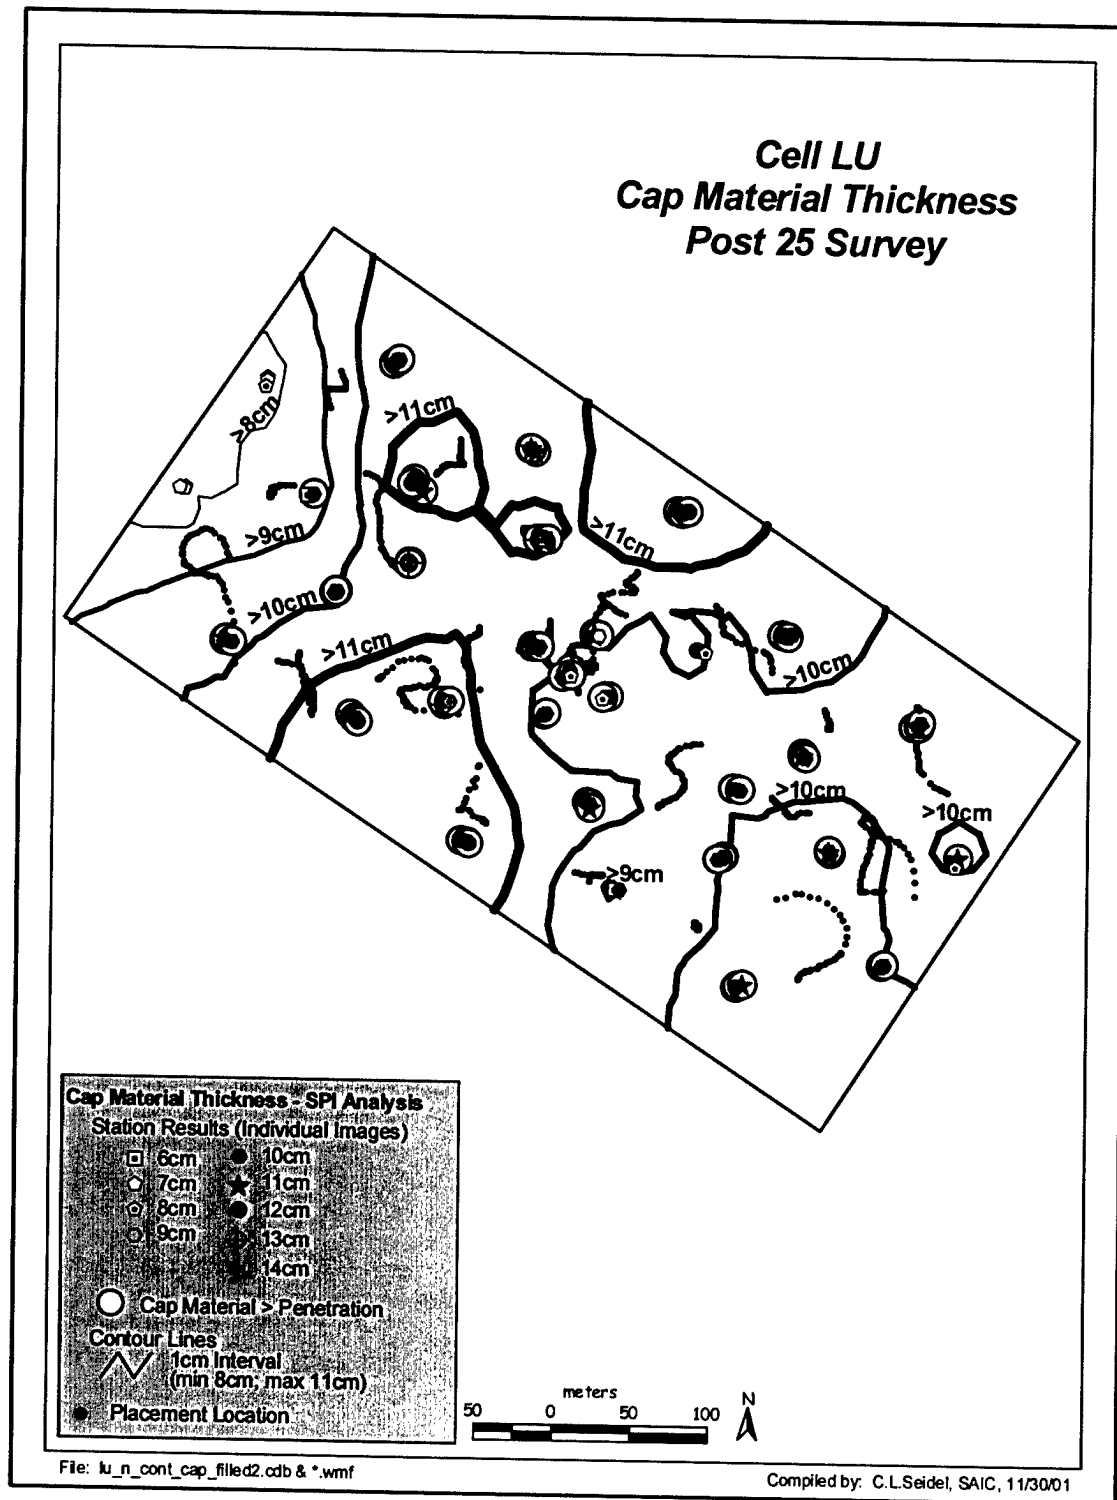 Cell LU
Cap Material Thickness
Post 25 Survey
>11cm
>8cm
>11cm
>9cm
>10cm
>11cm
>10cm
>10cm
>10cm
>9cm
Cap Material Thickness - SPI Analysis
Station Results (Individual Images)
6cm 10cm
7cm 11cm
8cm 12cm
9cm 13cm
14cm
Cap Material > Penetration
Contour Lines
1cm Interval
(min 8cm; max 11cm)
Placement Location
meters
50 0 50 100
N
File: lu_n_cont_cap_filled2.cdb & *.wmf
Compiled by: C.L.Seidel, SAIC, 11/30/01